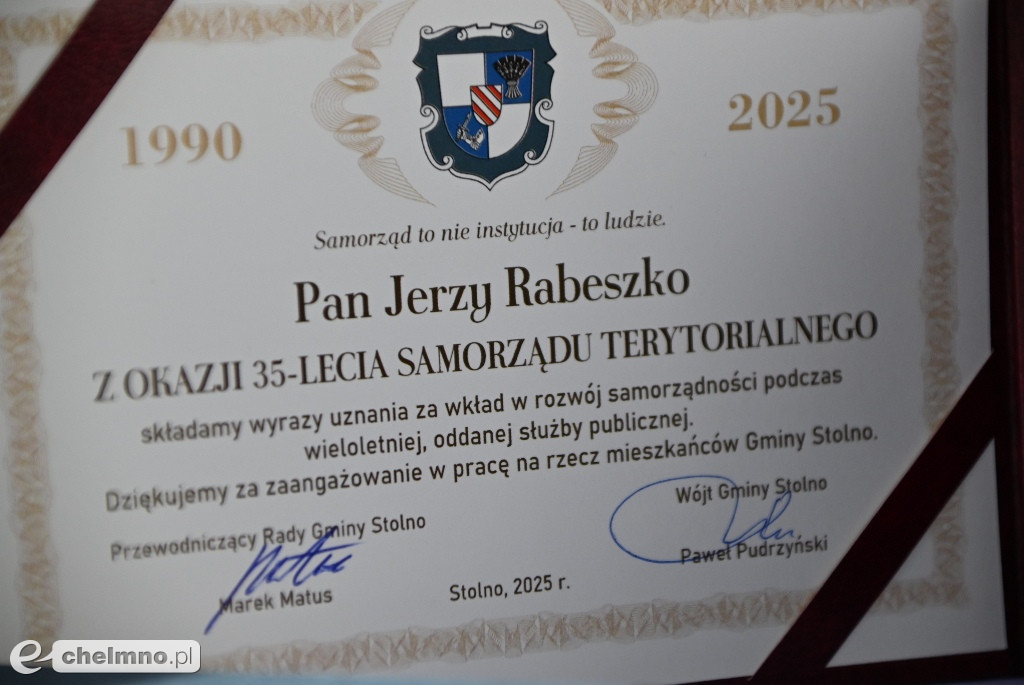 1990
2025
Samorząd to nie instytucja - to ludzie.
Pan Jerzy Rabeszko
Z OKAZJI 35-LECIA SAMORZĄDU TERYTORIALNEGO
składamy wyrazy uznania za wkład w rozwój samorządności podczas
wieloletniej, oddanej służby publicznej.
Dziękujemy za zaangażowanie w pracę na rzecz mieszkańców Gminy Stolno.
Przewodniczący Rady Gminy Stolno
Wójt Gminy Stolno
Marek Matus
Paweł Pudrzyński
Stolno, 2025 r.
e-chelmno.pl